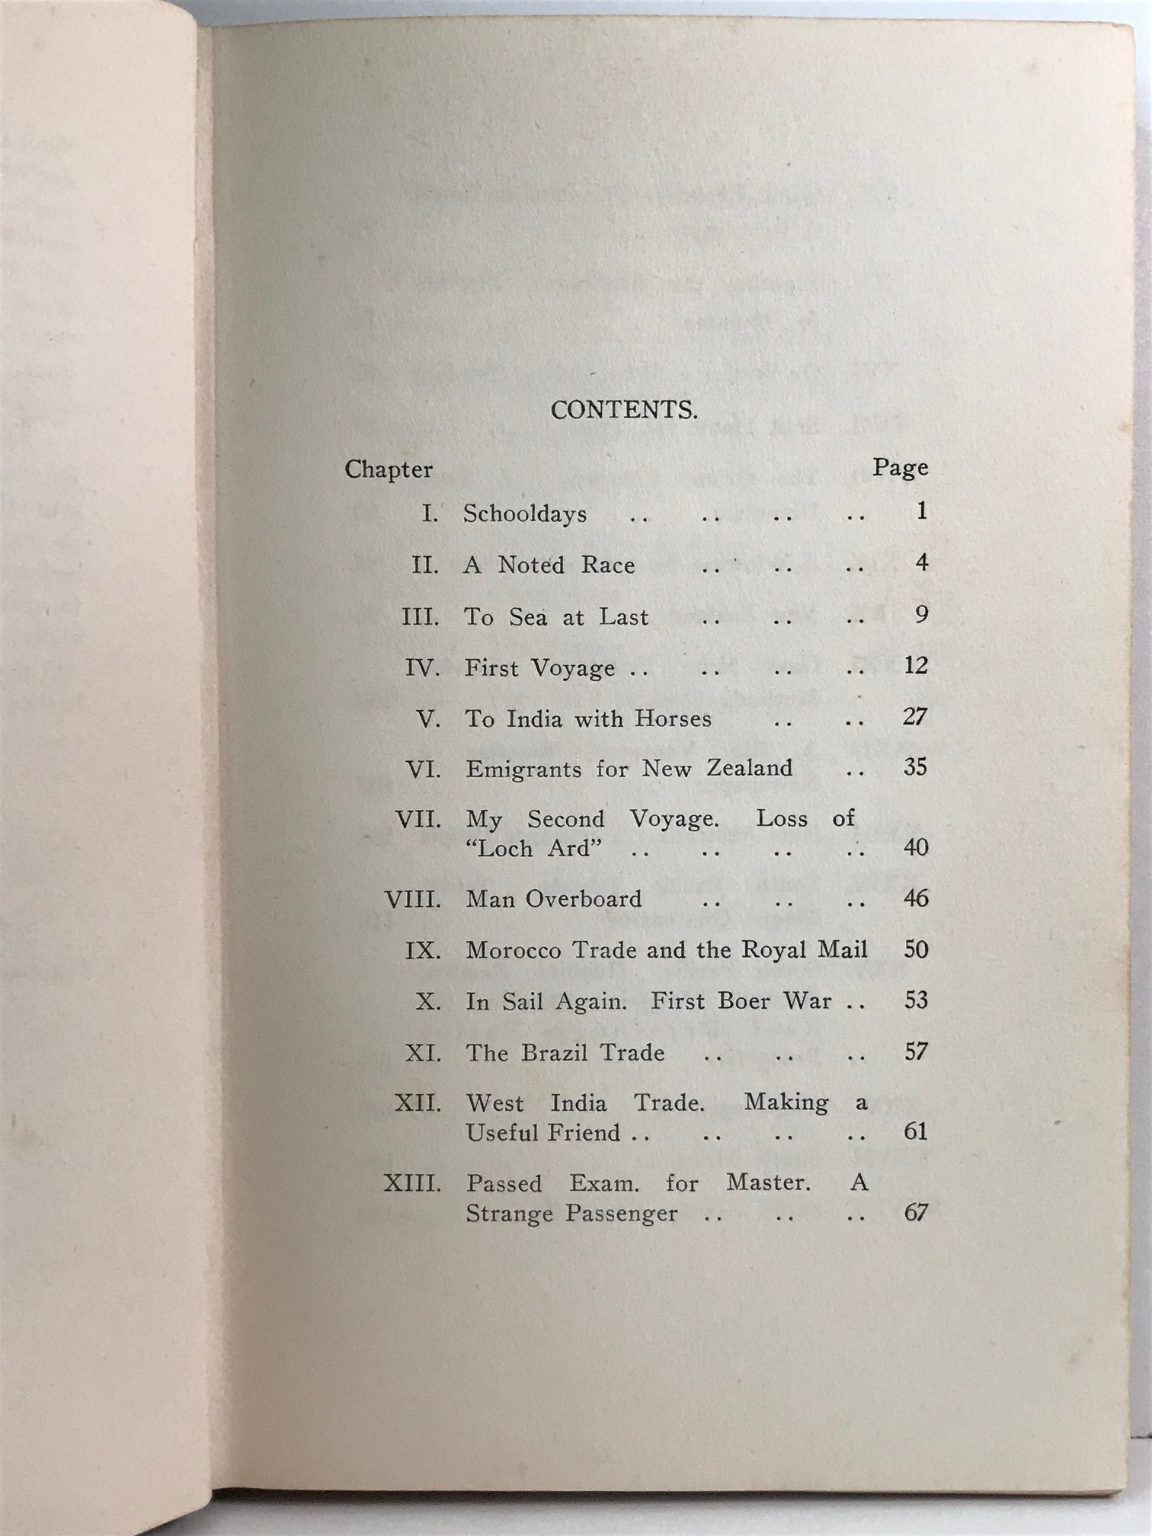 CONTENTS.
Chapter Page
I. Schooldays .. .. .. .. 1
II. A Noted Race .. .. .. 4
III. To Sea at Last .. .. .. 9
IV. First Voyage .. .. .. .. 12
V. To India with Horses .. .. 27
VI. Emigrants for New Zealand .. 35
VII. My Second Voyage. Loss of
"Loch Ard" .. .. .. .. 40
VIII. Man Overboard .. .. .. 46
IX. Morocco Trade and the Royal Mail 50
X. In Sail Again. First Boer War .. 53
XI. The Brazil Trade .. .. .. 57
XII. West India Trade. Making a
Useful Friend .. .. .. .. 61
XIII. Passed Exam. for Master. A
Strange Passenger .. .. .. 67